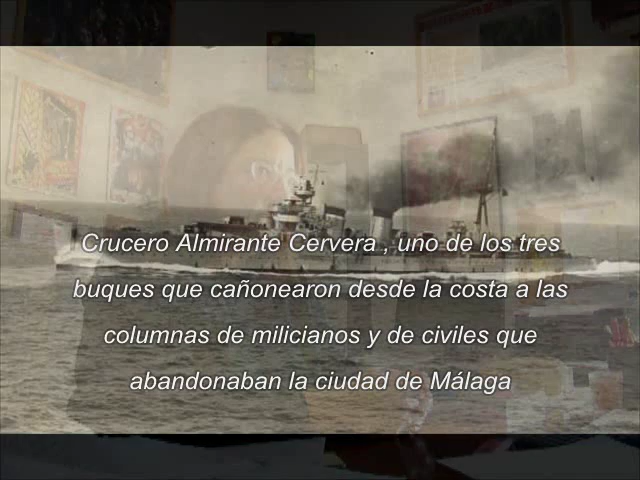 Crucero Almirante Cervera , uno de los tres
buques que cañonearon desde la costa a las
columnas de milicianos y de civiles que
abandonaban la ciudad de Málaga